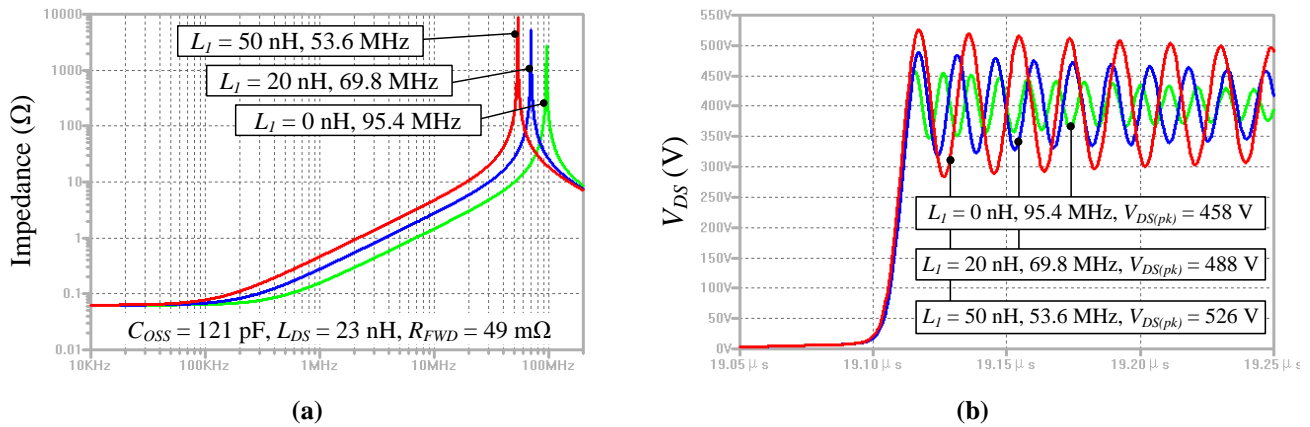 10000
1000
100
10
1
0.1
0.01
Impedance (Ω)
L1 = 50 nH, 53.6 MHz
L1 = 20 nH, 69.8 MHz
L1 = 0 nH, 95.4 MHz
COSS = 121 pF, LDS = 23 nH, RFWD = 49 mΩ
10KHz 100KHz 1MHz 10MHz 100MHz
(a)
550V
500V
450V
400V
350V
300V
250V
200V
150V
100V
50V
0V
VDS (V)
L1 = 0 nH, 95.4 MHz, VDS(pk) = 458 V
L1 = 20 nH, 69.8 MHz, VDS(pk) = 488 V
L1 = 50 nH, 53.6 MHz, VDS(pk) = 526 V
19.05μs 19.10μs 19.15μs 19.20μs 19.25μs
(b)